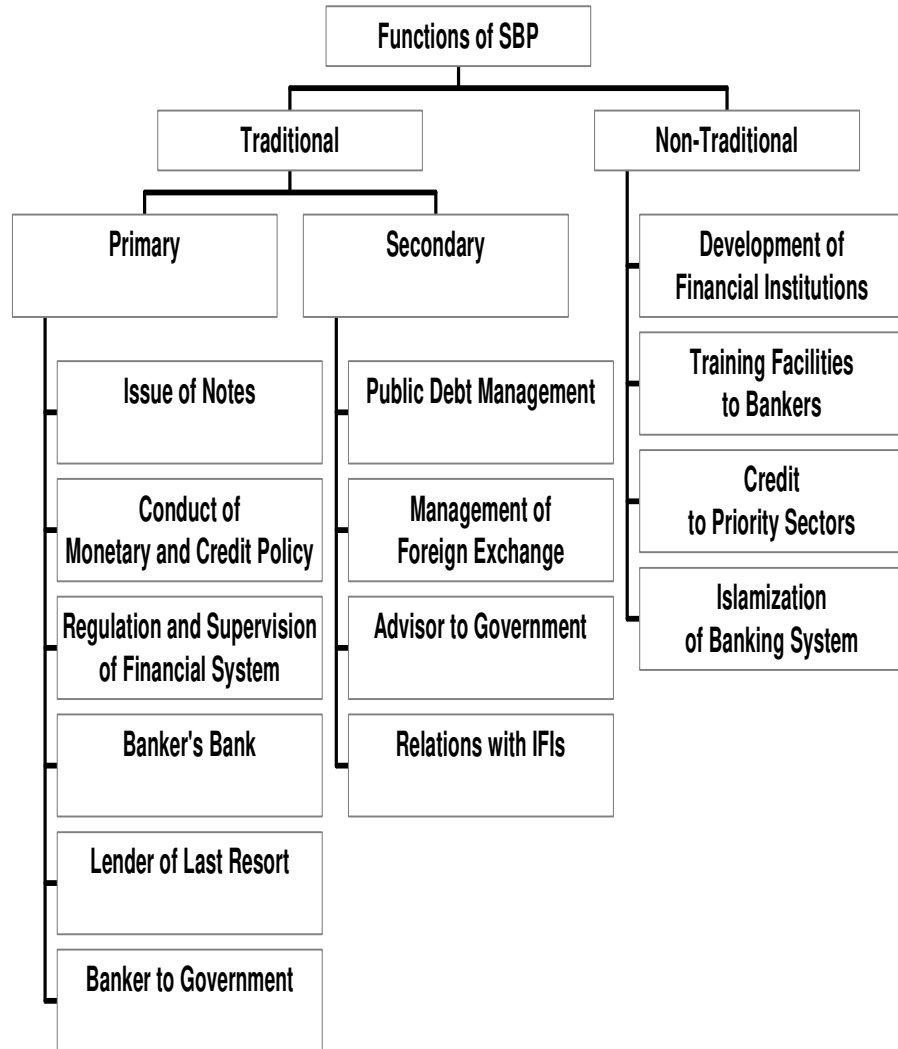 Functions of SBP
Traditional
Non-Traditional
Primary
Secondary
Issue of Notes
Conduct of
Monetary and Credit Policy
Regulation and Supervision
of Financial System
Banker's Bank
Lender of Last Resort
Banker to Government
Public Debt Management
Management of
Foreign Exchange
Advisor to Government
Relations with IFIs
Development of
Financial Institutions
Training Facilities
to Bankers
Credit
to Priority Sectors
Islamization
of Banking System